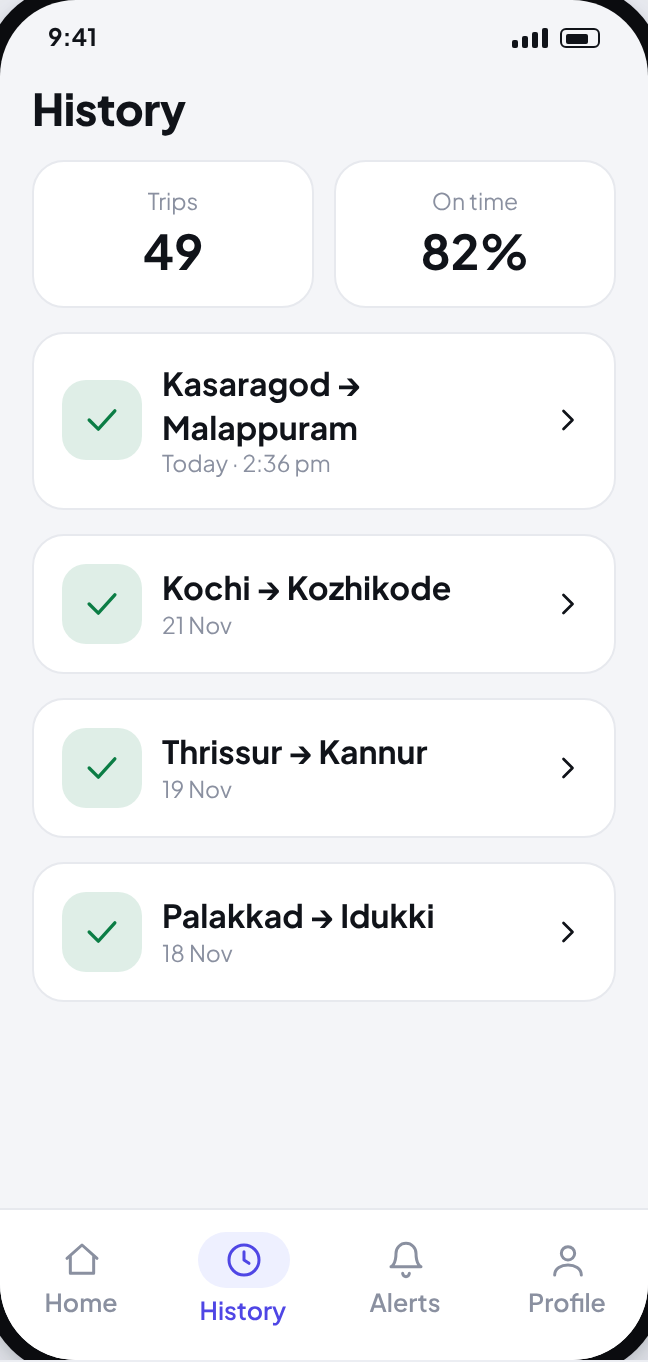 9:41
History
Trips
49
On time
82%
Kasaragod →
Malappuram
Today · 2:36 pm
Kochi → Kozhikode
21 Nov
Thrissur → Kannur
19 Nov
Palakkad → Idukki
18 Nov
Home
History
Alerts
Profile